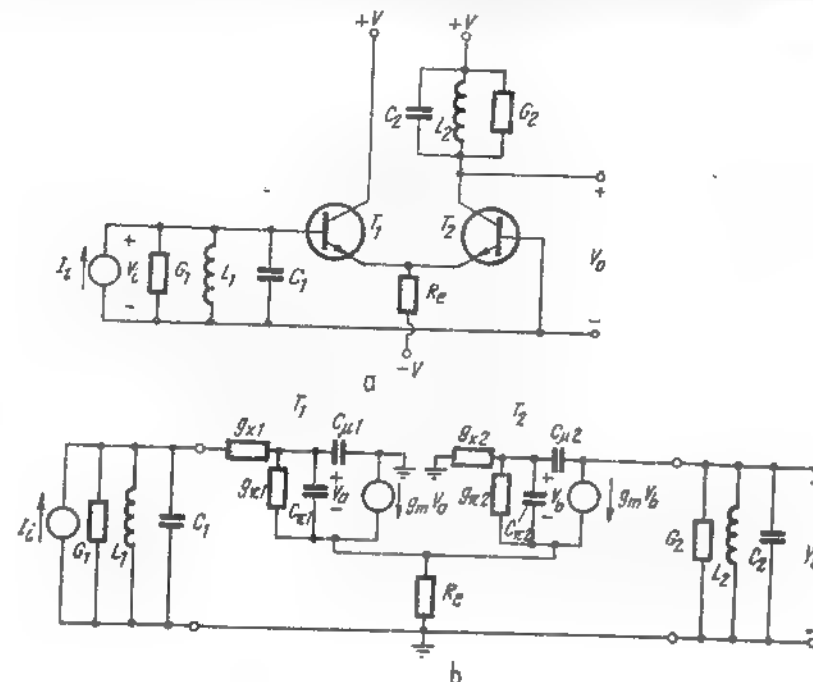 +V
+V
C2
L2
G2
+
T1
T2
Ii
+
Vi
-
G1
L1
C1
Re
Vo
-
-V
a
T1
T2
gx1
Cμ1
gx2
Cμ2
gπ1
Cπ1
+
Va
-
gmVa
gπ2
Cπ2
+
Vb
-
gmVb
Ii
G1
L1
C1
Re
G2
L2
C2
b